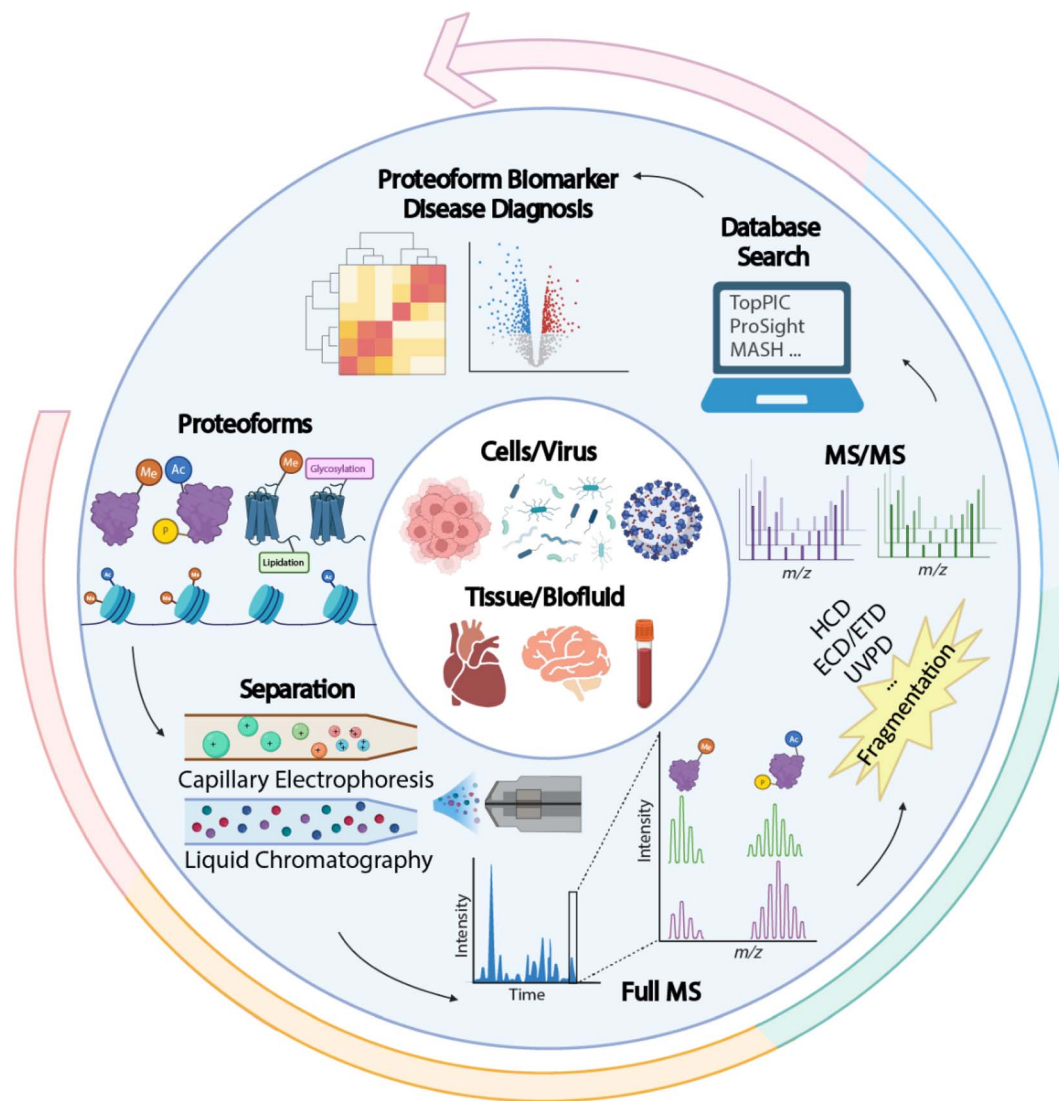 Proteoform Biomarker
Disease Diagnosis
Database
Search
TopPIC
ProSight
MASH ...
Proteoforms
Me
Ac
P
Me
Glycosylation
Lipidation
Ac
Me
Me
Me
Ac
Cells/Virus
Tissue/Biofluid
MS/MS
m/z
m/z
HCD
ECD/ETD
UVPD
...
Fragmentation
Separation
+
+
+
+
+
+
+
+
+
+
Capillary Electrophoresis
Liquid Chromatography
Intensity
Time
Me
Ac
P
Intensity
m/z
Full MS